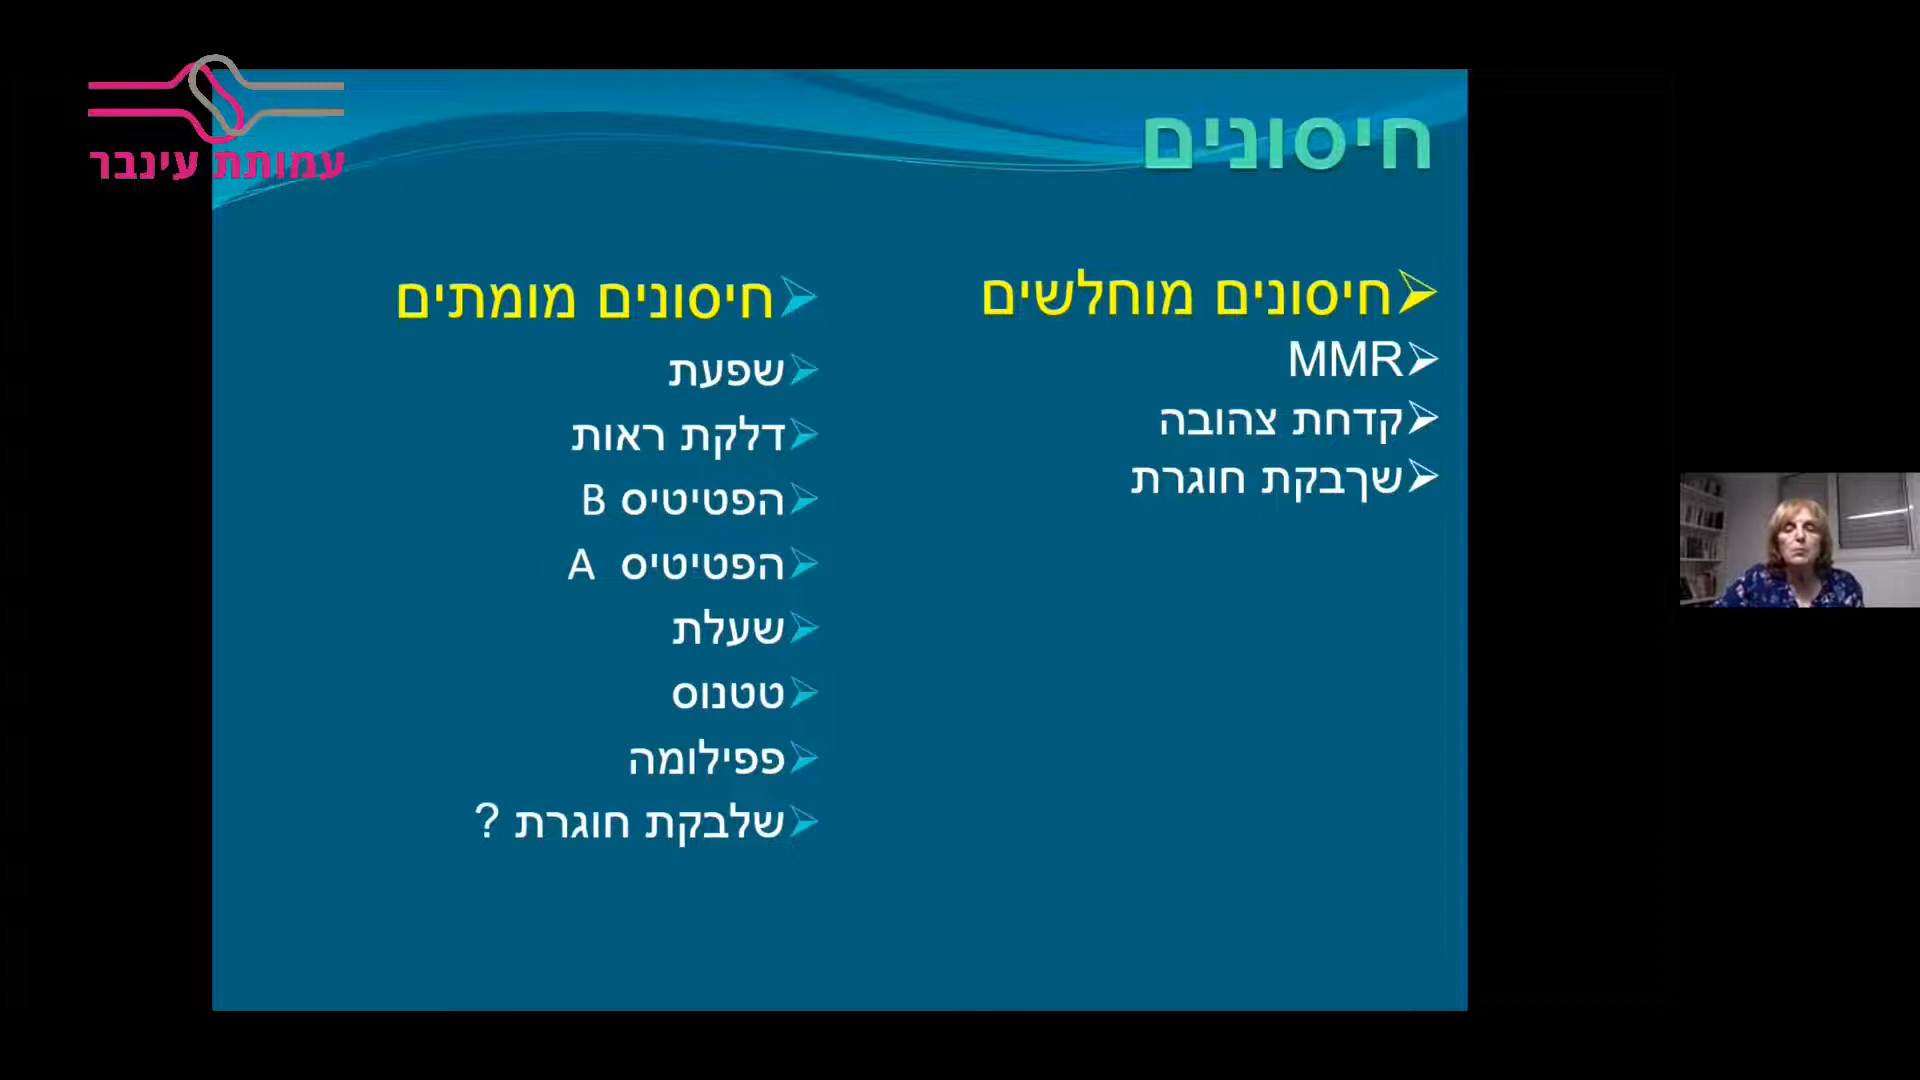 עמותת עינבר
חיסונים
חיסונים מוחלשים
MMR
קדחת צהובה
שךבקת חוגרת
חיסונים מומתים
שפעת
דלקת ראות
הפטיטיס B
הפטיטיס A
שעלת
טטנוס
פפילומה
שלבקת חוגרת ?